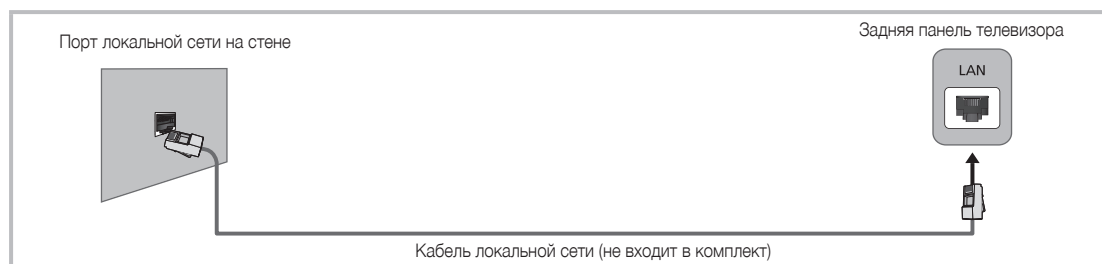 Порт локальной сети на стене
Задняя панель телевизора
LAN
Кабель локальной сети (не входит в комплект)